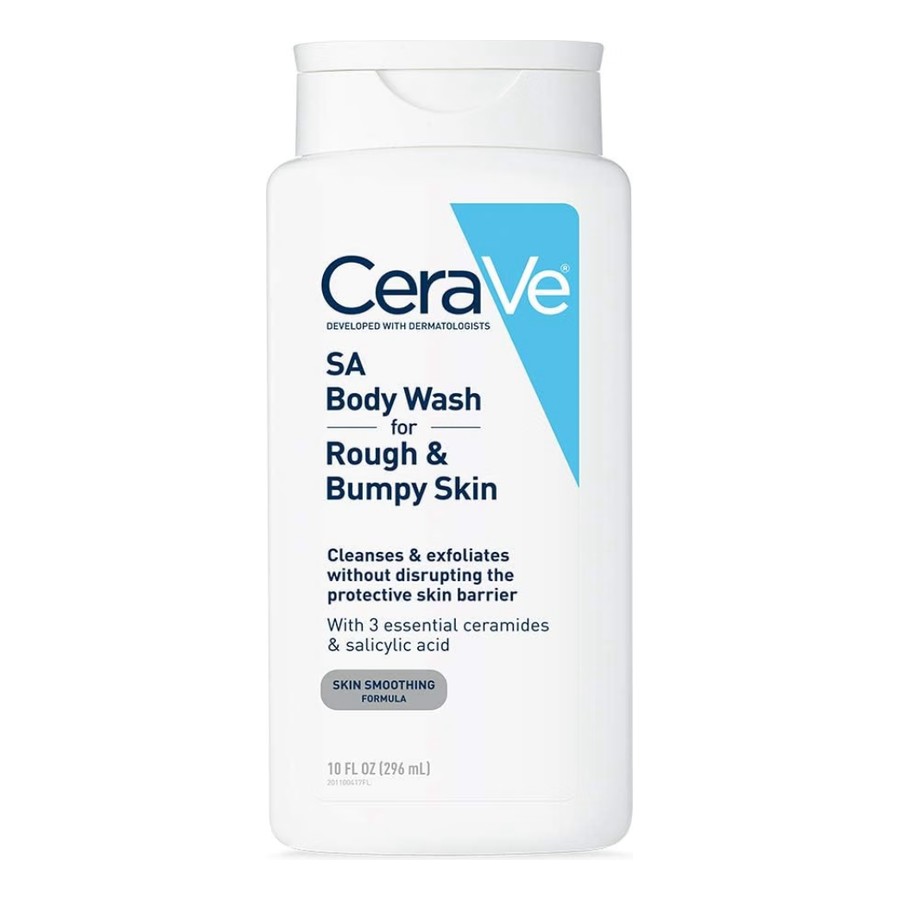 CeraVe®
DEVELOPED WITH DERMATOLOGISTS
SA
Body Wash
for
Rough &
Bumpy Skin
Cleanses & exfoliates
without disrupting the
protective skin barrier
With 3 essential ceramides
& salicylic acid
SKIN SMOOTHING
FORMULA
10 FL OZ (296 mL)